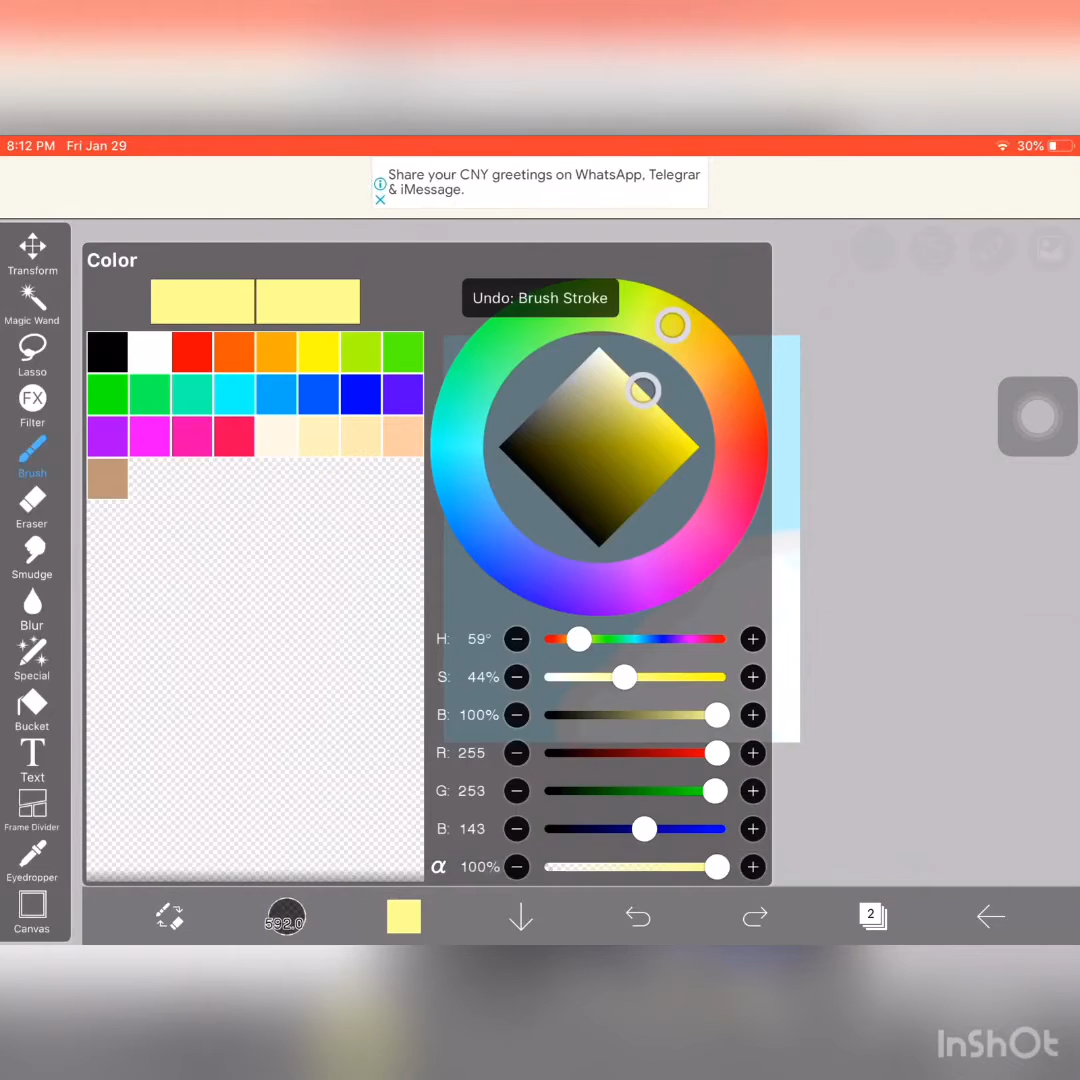 8:12 PM Fri Jan 29
30%
Share your CNY greetings on WhatsApp, Telegrar
& iMessage.
Transform
Magic Wand
Lasso
FX
Filter
Brush
Eraser
Smudge
Blur
Special
Bucket
T
Text
Frame Divider
Eyedropper
Canvas
Color
Undo: Brush Stroke
H: 59°
S: 44%
B: 100%
R: 255
G: 253
B: 143
α 100%
592.0
2
InShOt